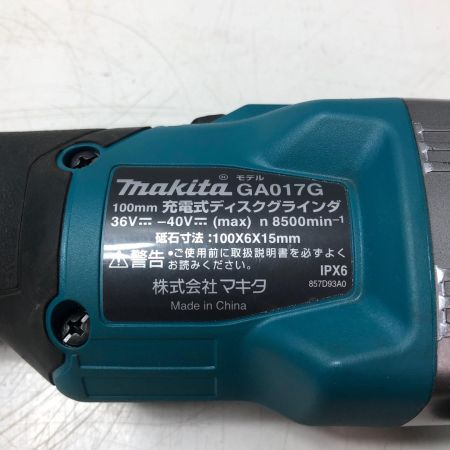 モデル
makita® GA017G
100mm 充電式ディスクグラインダ
36V⎓ -40V⎓ (max) n 8500min⁻¹
砥石寸法:100X6X15mm
⚠警告 •ご使用前に取扱説明書を必ずよく
お読みください。
IPX6
株式会社マキタ
857D93A0
Made in China